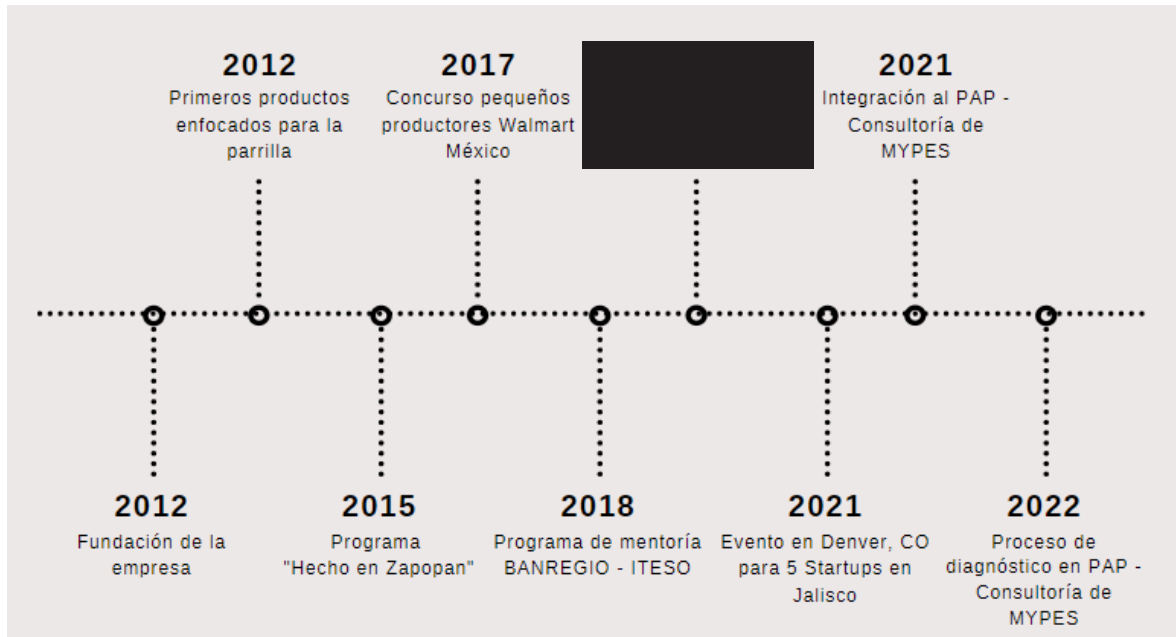 2012
Primeros productos
enfocados para la
parrilla
2017
Concurso pequeños
productores Walmart
México
2021
Integración al PAP -
Consultoría de
MYPES
2012
Fundación de la
empresa
2015
Programa
"Hecho en Zapopan"
2018
Programa de mentoría
BANREGIO - ITESO
2021
Evento en Denver, CO
para 5 Startups en
Jalisco
2022
Proceso de
diagnóstico en PAP -
Consultoría de
MYPES